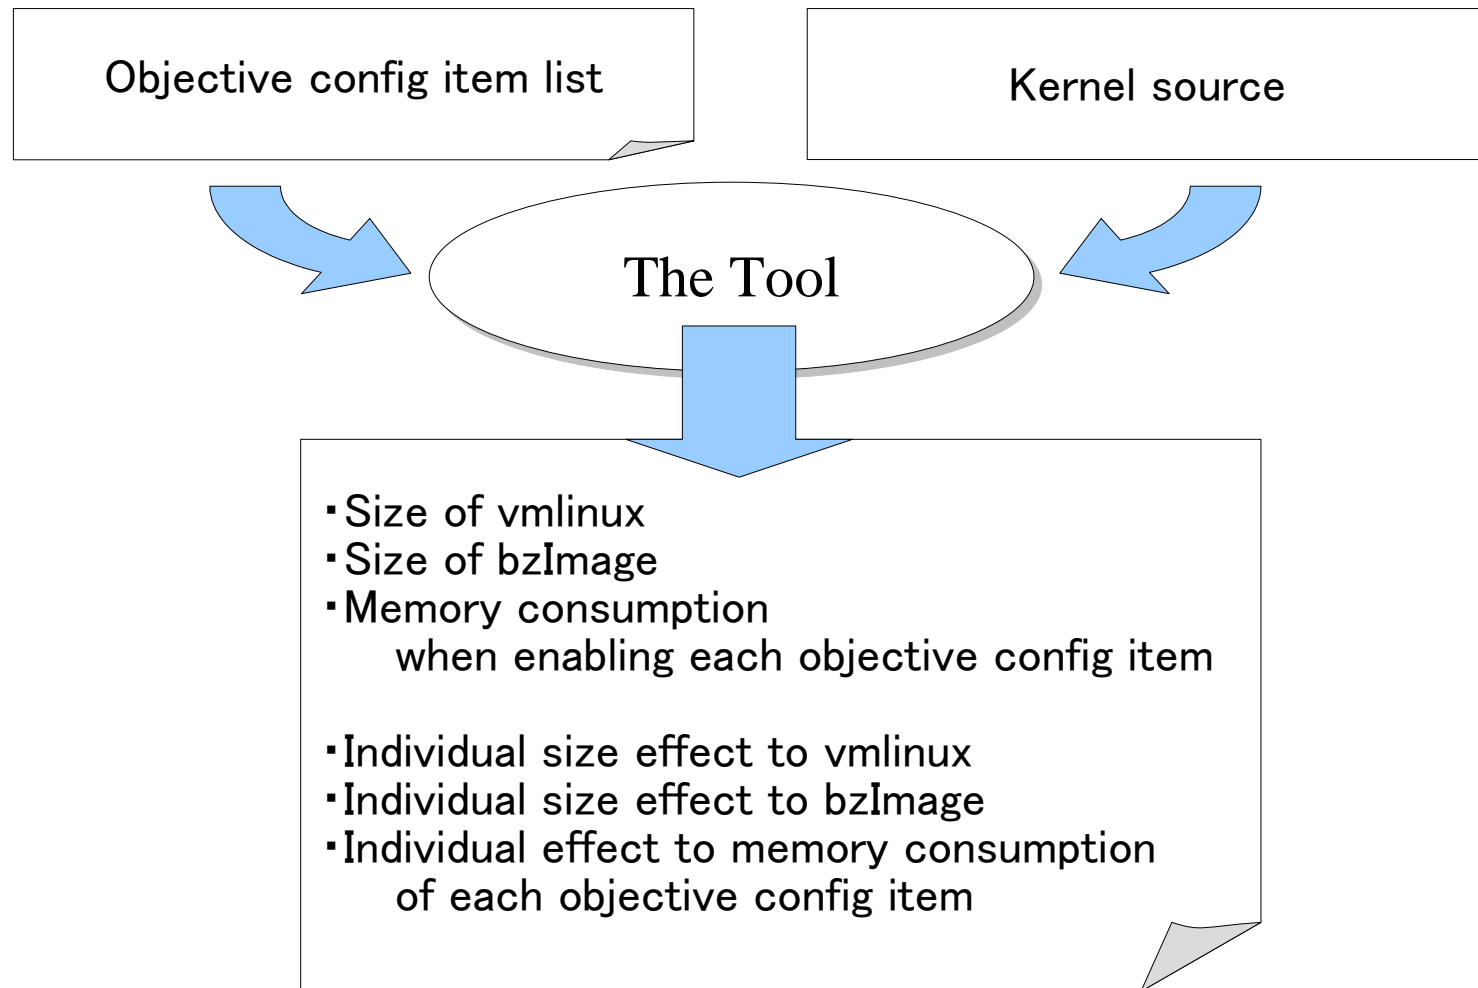 Objective config item list
Kernel source
The Tool
・Size of vmlinux
・Size of bzImage
・Memory consumption
when enabling each objective config item
・Individual size effect to vmlinux
・Individual size effect to bzImage
・Individual effect to memory consumption
of each objective config item